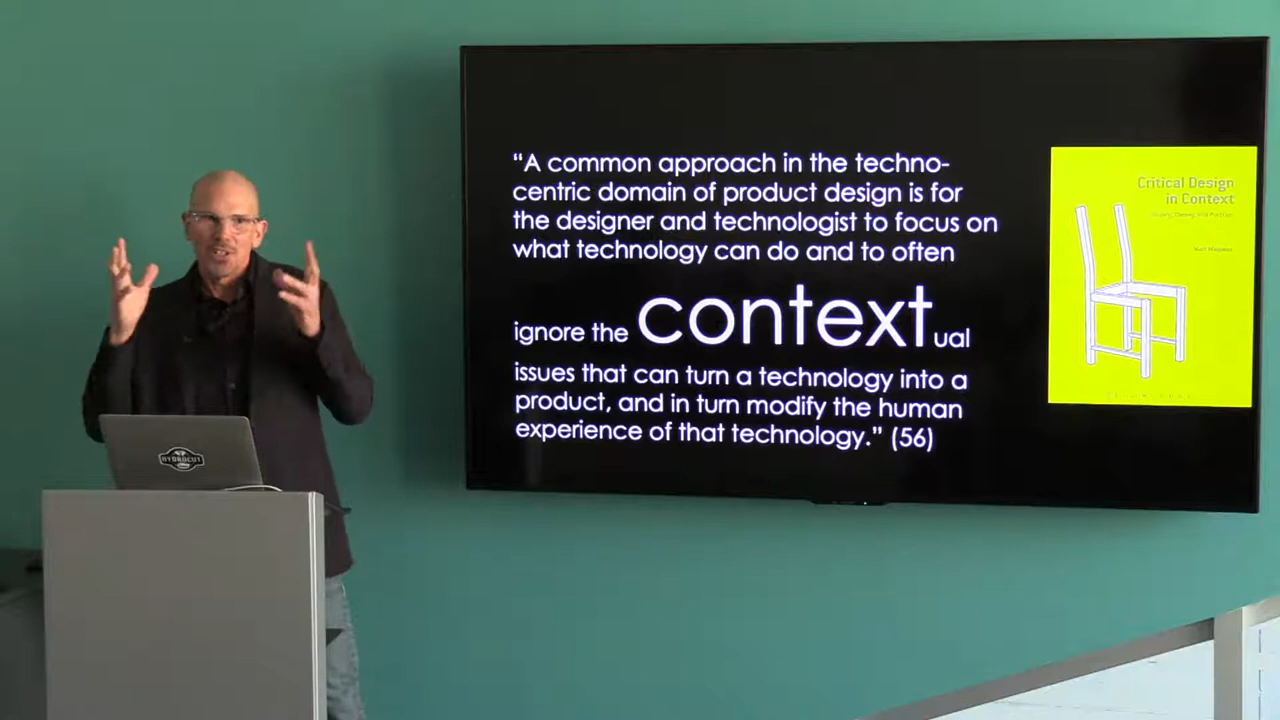 “A common approach in the techno-
centric domain of product design is for
the designer and technologist to focus on
what technology can do and to often
ignore the contextual
issues that can turn a technology into a
product, and in turn modify the human
experience of that technology.” (56)
Critical Design
in Context
HYDROCUT